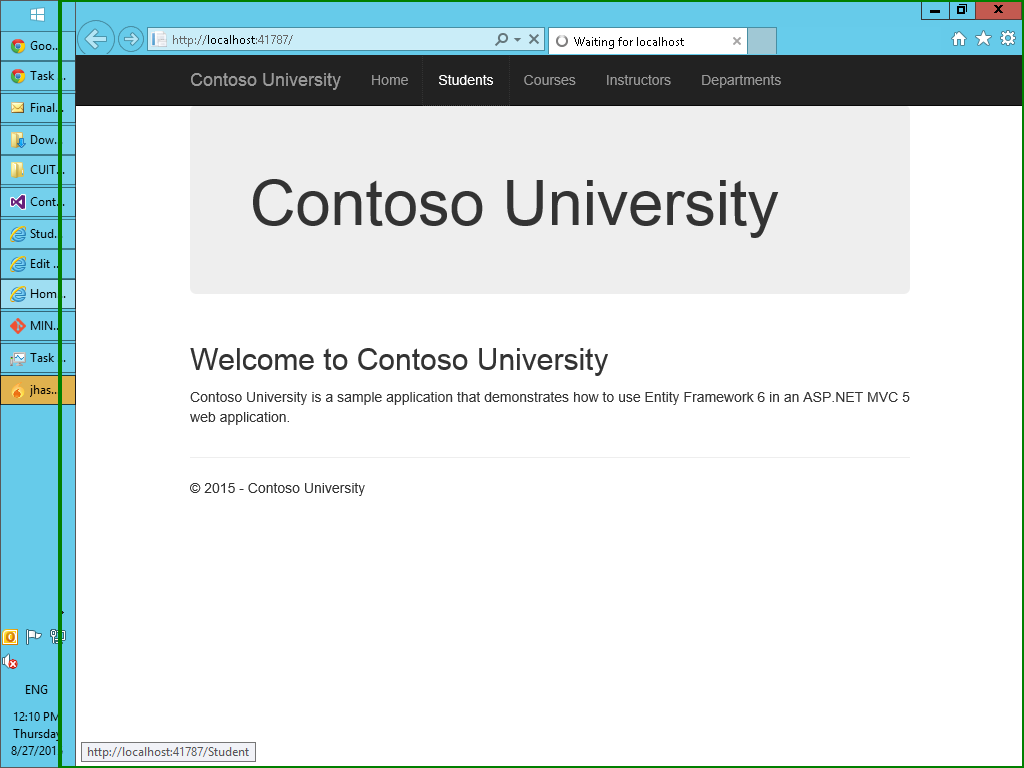 http://localhost:41787/
Waiting for localhost
Contoso University
Home
Students
Courses
Instructors
Departments
Contoso University
Welcome to Contoso University
Contoso University is a sample application that demonstrates how to use Entity Framework 6 in an ASP.NET MVC 5
web application.
© 2015 - Contoso University
http://localhost:41787/Student
Goo...
Task ...
Final...
Dow...
CUIT...
Cont...
Stud...
Edit ...
Hom...
MIN...
Task ...
jhas...
ENG
12:10 PM
Thursday
8/27/201